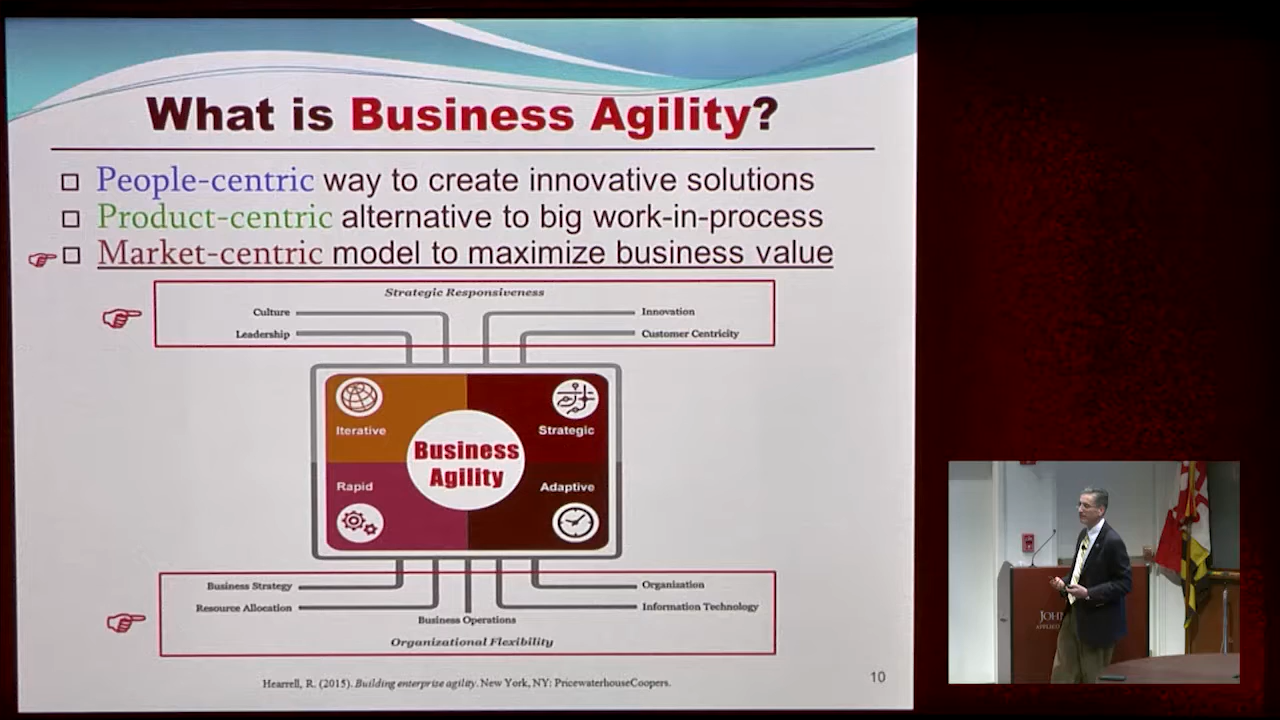 What is Business Agility?
People-centric way to create innovative solutions
Product-centric alternative to big work-in-process
Market-centric model to maximize business value
Strategic Responsiveness
Culture
Innovation
Leadership
Customer Centricity
Iterative
Strategic
Business
Agility
Rapid
Adaptive
Business Strategy
Organization
Resource Allocation
Information Technology
Business Operations
Organizational Flexibility
Hearrell, R. (2015). Building enterprise agility. New York, NY: PricewaterhouseCoopers.
10